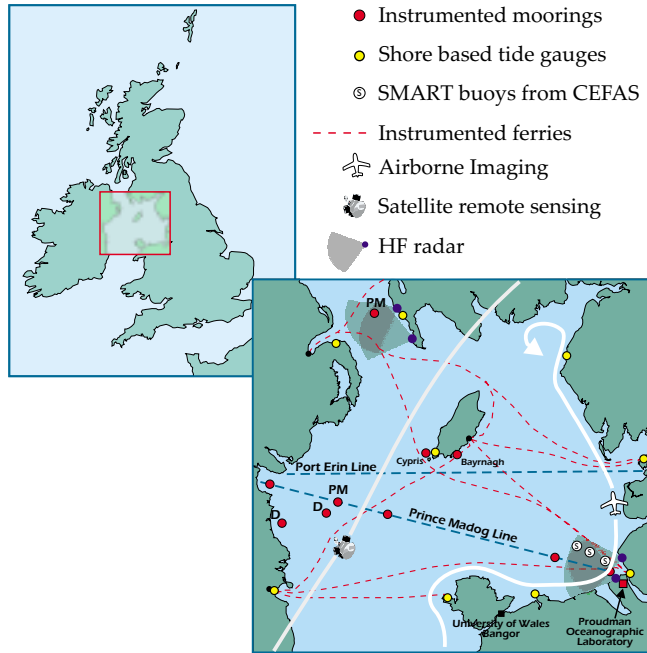 Instrumented moorings
Shore based tide gauges
S
SMART buoys from CEFAS
Instrumented ferries
Airborne Imaging
Satellite remote sensing
HF radar
PM
Cypris
Bayrnagh
Port Erin Line
PM
D
D
Prince Madog Line
S
S
S
University of Wales
Bangor
Proudman
Oceanographic
Laboratory